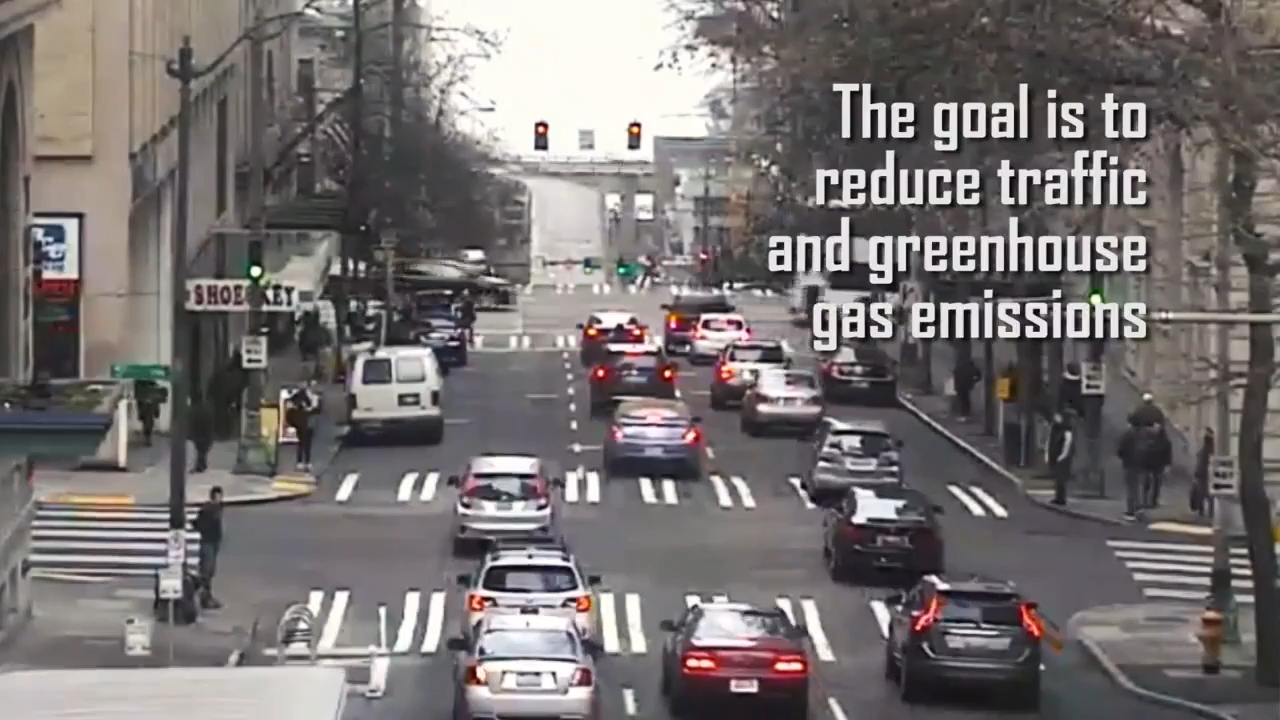 The goal is to
reduce traffic
and greenhouse
gas emissions
SHOE KEY